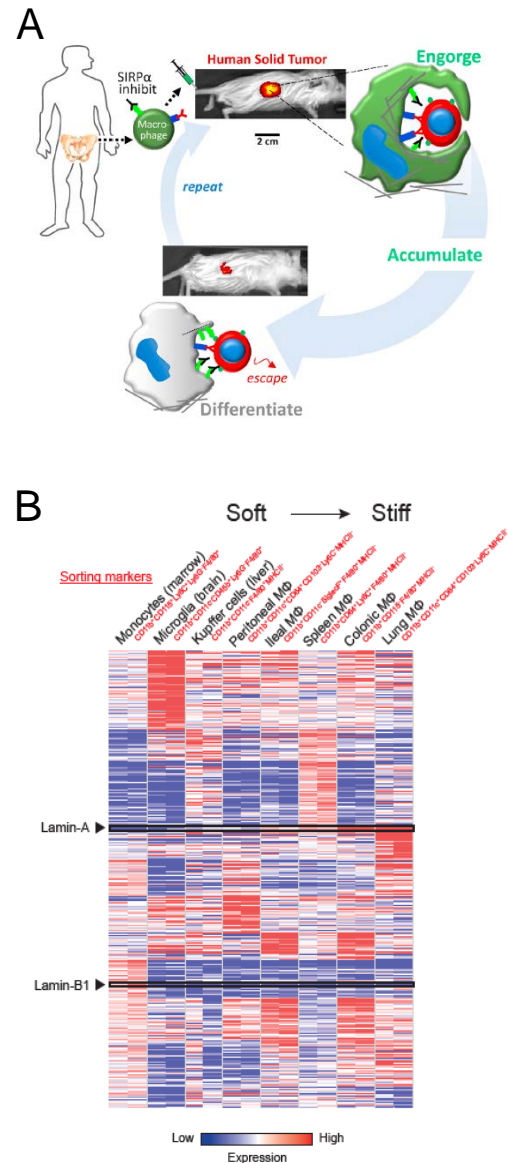 A
SIRPα
inhibit
Macro-
phage
Human Solid Tumor
2 cm
Engorge
repeat
Accumulate
escape
Differentiate
B
Soft
Stiff
Sorting markers
Monocytes (marrow)
Microglia (brain)
Kupffer cells (liver)
Peritoneal MΦ
Ileal MΦ
Spleen MΦ
Colonic MΦ
Lung MΦ
Lamin-A
Lamin-B1
Low
High
Expression